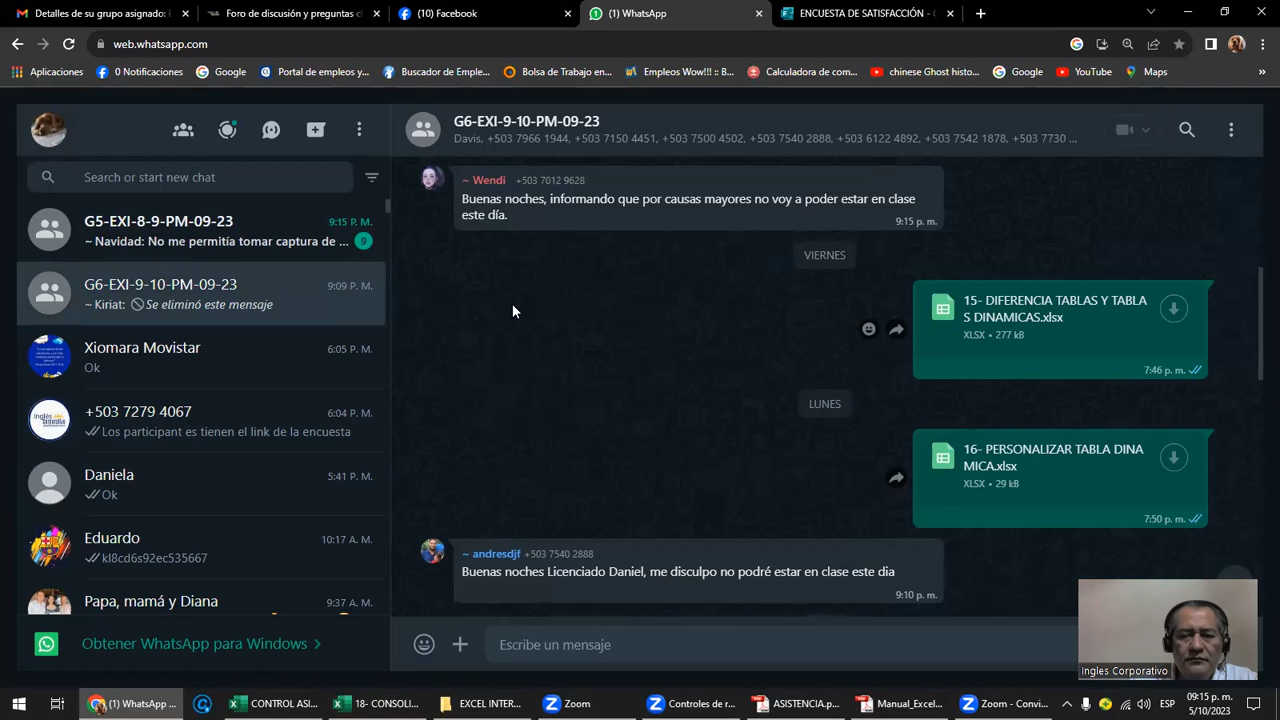 Detalles de su grupo asignado: E
Foro de discusión y preguntas c
(10) Facebook
(1) WhatsApp
ENCUESTA DE SATISFACCIÓN -
web.whatsapp.com
Aplicaciones
0 Notificaciones
Google
Portal de empleos y...
Buscador de Emple...
Bolsa de Trabajo en...
Empleos Wow!!! :: B...
Calculadora de com...
chinese Ghost histo...
Google
YouTube
Maps
»
Search or start new chat
G5-EXI-8-9-PM-09-23
9:15 P. M.
~ Navidad: No me permitía tomar captura de ...
9
G6-EXI-9-10-PM-09-23
9:09 P. M.
~ Kiriat: Se eliminó este mensaje
Xiomara Movistar
6:05 P. M.
Ok
+503 7279 4067
6:04 P. M.
Los participant es tienen el link de la encuesta
Daniela
5:41 P. M.
Ok
Eduardo
10:17 A. M.
kl8cd6s92ec535667
Papa, mamá y Diana
9:37 A. M.
Obtener WhatsApp para Windows
G6-EXI-9-10-PM-09-23
Davis, +503 7966 1944, +503 7150 4451, +503 7500 4502, +503 7540 2888, +503 6122 4892, +503 7542 1878, +503 7730 ...
~ Wendi +503 7012 9628
Buenas noches, informando que por causas mayores no voy a poder estar en clase
este día.
9:15 p. m.
VIERNES
15- DIFERENCIA TABLAS Y TABLA
S DINAMICAS.xlsx
XLSX • 277 kB
7:46 p. m.
LUNES
16- PERSONALIZAR TABLA DINA
MICA.xlsx
XLSX • 29 kB
7:50 p. m.
~ andresdjf +503 7540 2888
Buenas noches Licenciado Daniel, me disculpo no podré estar en clase este dia
9:10 p. m.
Escribe un mensaje
Ingles Corporativo
(1) WhatsApp ...
CONTROL ASI...
18- CONSOLI...
EXCEL INTER...
Zoom
Controles de r...
ASISTENCIA.p...
Manual_Excel...
Zoom - Convi...
ESP
09:15 p. m.
5/10/2023